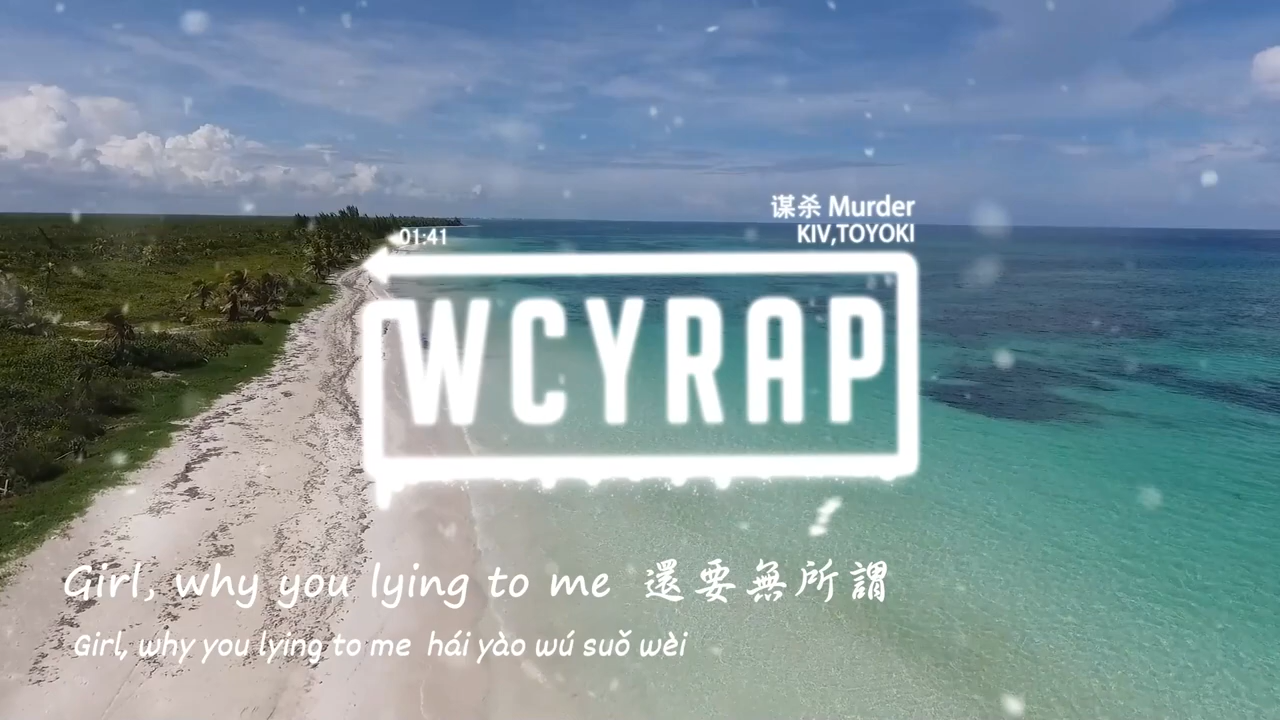 谋杀 Murder
KIV,TOYOKI
01:41
WCYRAP
Girl, why you lying to me 還要無所謂
Girl, why you lying to me hái yào wú suǒ wèi